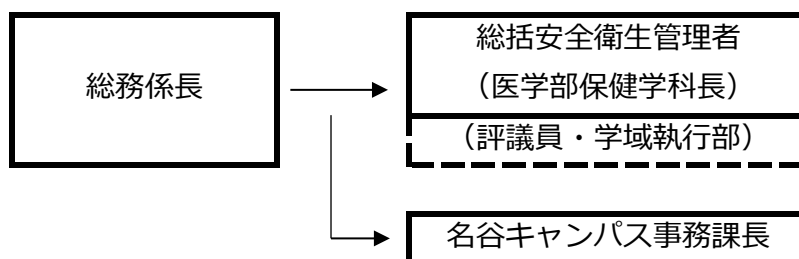 総務係長
総括安全衛生管理者
（医学部保健学科長）
（評議員・学域執行部）
名谷キャンパス事務課長